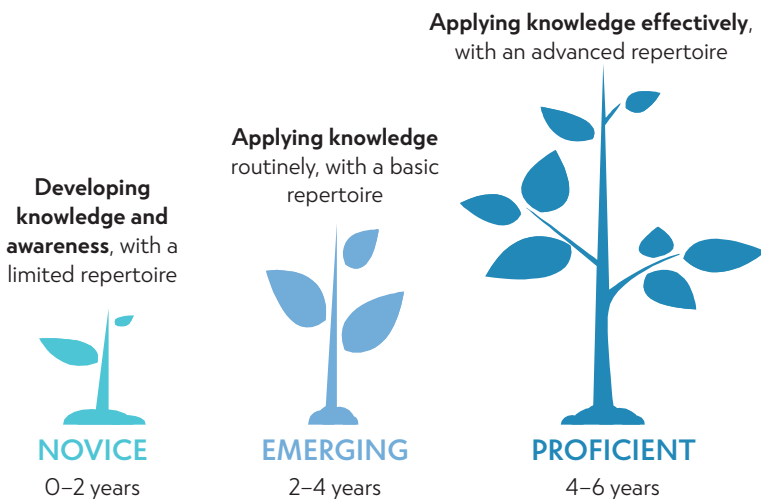 Developing
knowledge and
awareness, with a
limited repertoire
NOVICE
0–2 years
Applying knowledge
routinely, with a basic
repertoire
EMERGING
2–4 years
Applying knowledge effectively,
with an advanced repertoire
PROFICIENT
4–6 years